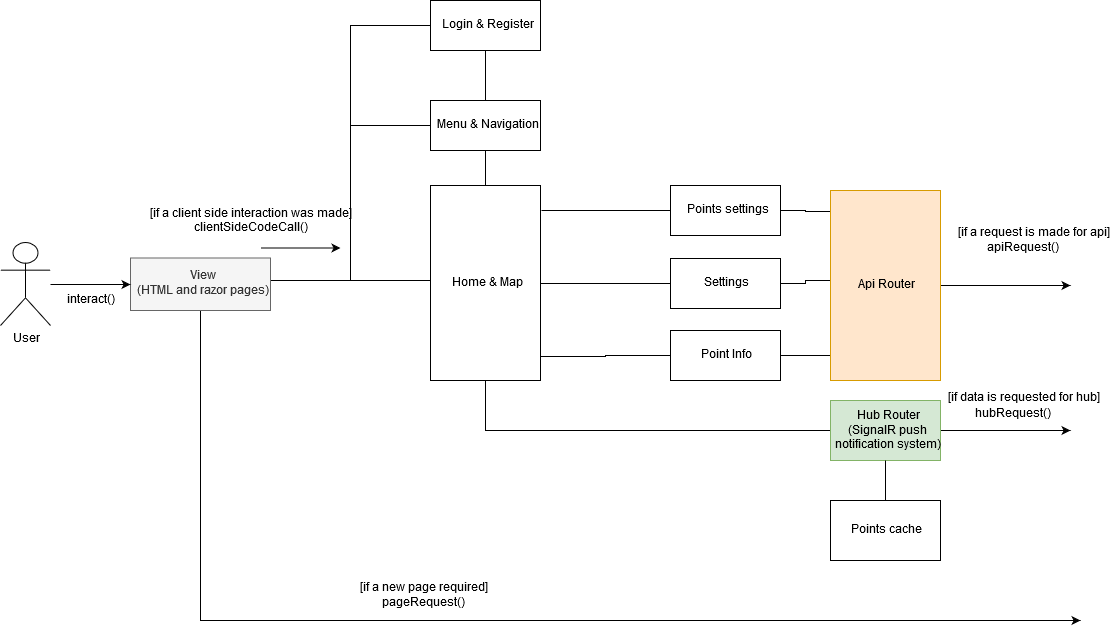 Login & Register
Menu & Navigation
[if a client side interaction was made]
clientSideCodeCall()
Points settings
[if a request is made for api]
apiRequest()
View
(HTML and razor pages)
Home & Map
Settings
Api Router
interact()
User
Point Info
[if data is requested for hub]
hubRequest()
Hub Router
(SignalR push
notification system)
Points cache
[if a new page required]
pageRequest()